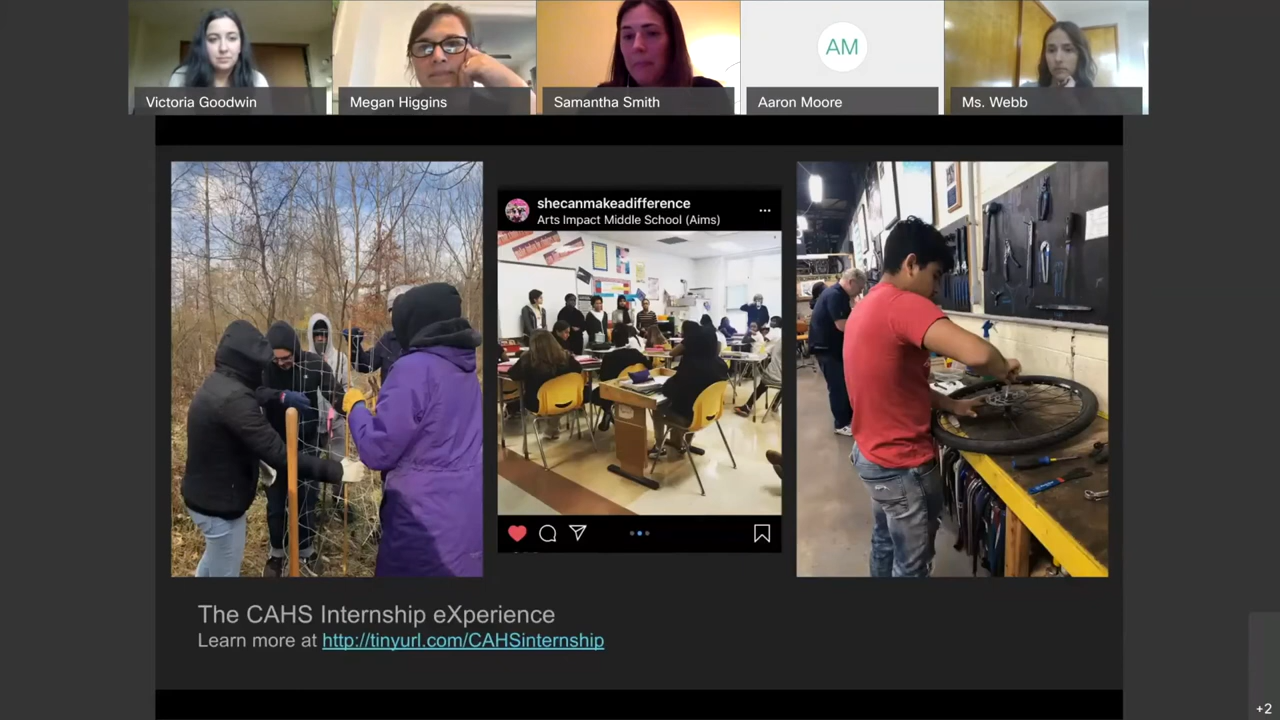 Victoria Goodwin
Megan Higgins
Samantha Smith
AM
Aaron Moore
Ms. Webb
shecanmakeadifference
Arts Impact Middle School (Aims)
The CAHS Internship eXperience
Learn more at http://tinyurl.com/CAHSinternship
+2